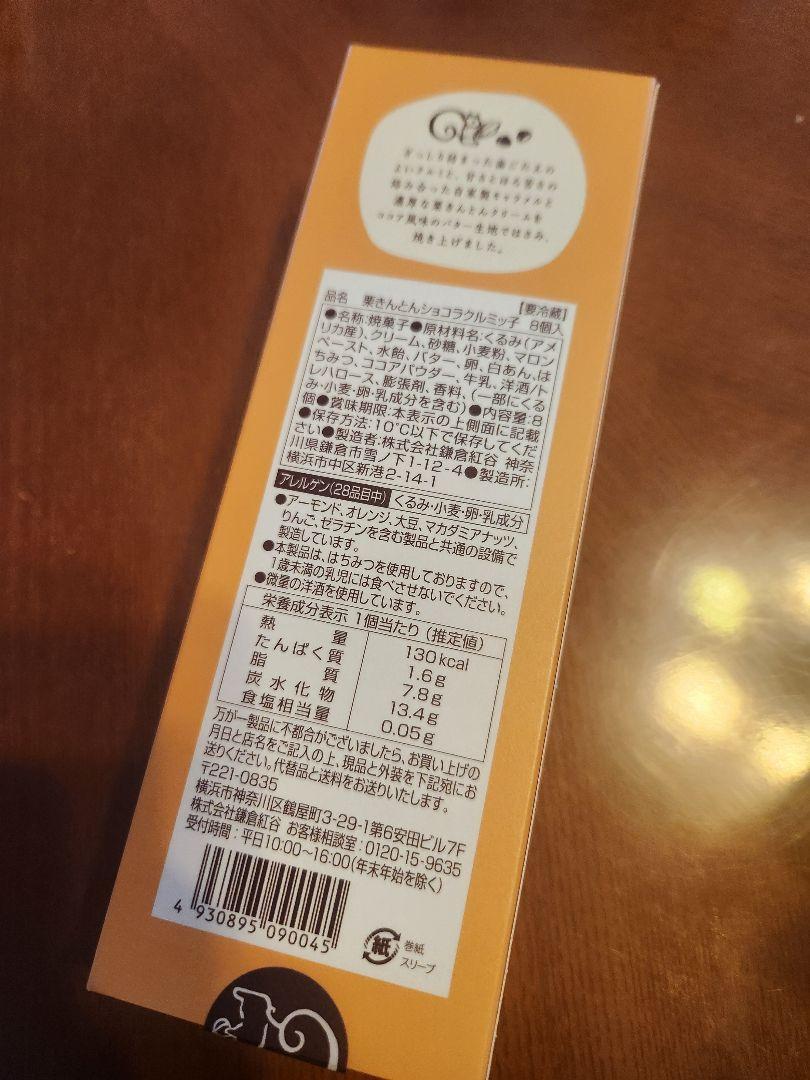 ぎっしり詰まった歯ごたえの
よいクルミと、甘さとほろ苦さの
絡み合った自家製キャラメルと
濃厚な栗きんとんクリームを
ココア風味のバター生地ではさみ、
焼き上げました。
【要冷蔵】
品名 栗きんとんショコラクルミッ子 8個入
●名称:焼菓子●原材料名:くるみ(アメ
リカ産)、クリーム、砂糖、小麦粉、マロン
ペースト、水飴、バター、卵、白あん、は
ちみつ、ココアパウダー、牛乳、洋酒/ト
レハロース、膨張剤、香料、(一部にくる
み・小麦・卵・乳成分を含む)●内容量:8
個●賞味期限:本表示の上側面に記載
●保存方法:10℃以下で保存してくだ
さい●製造者:株式会社鎌倉紅谷 神奈
川県鎌倉市雪ノ下1-12-4●製造所:
横浜市中区新港2-14-1
アレルゲン(28品目中) くるみ・小麦・卵・乳成分
●アーモンド、オレンジ、大豆、マカダミアナッツ、
りんご、ゼラチンを含む製品と共通の設備で
製造しています。
●本製品は、はちみつを使用しておりますので、
1歳未満の乳児には食べさせないでください。
●微量の洋酒を使用しています。
栄養成分表示 1個当たり(推定値)
熱量 130kcal
たんぱく質 1.6g
脂質 7.8g
炭水化物 13.4g
食塩相当量 0.05g
万が一製品に不都合がございましたら、お買い上げの
月日と店名をご記入の上、現品と外装を下記宛にお
送りください。代替品と送料をお送りいたします。
〒221-0835
横浜市神奈川区鶴屋町3-29-1第6安田ビル7F
株式会社鎌倉紅谷 お客様相談室:0120-15-9635
受付時間:平日10:00~16:00(年末年始を除く)
4 930895 090045
紙 巻紙
スリーブ